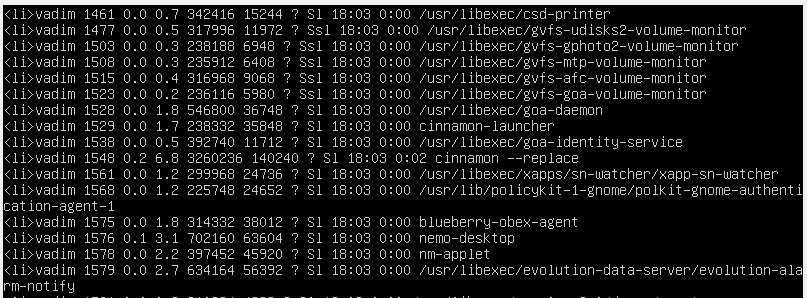 <li>vadim 1461 0.0 0.7 342416 15244 ? Sl 18:03 0:00 /usr/libexec/csd-printer
<li>vadim 1477 0.0 0.5 317996 11972 ? Ssl 18:03 0:00 /usr/libexec/gvfs-udisks2-volume-monitor
<li>vadim 1503 0.0 0.3 238188 6948 ? Ssl 18:03 0:00 /usr/libexec/gvfs-gphoto2-volume-monitor
<li>vadim 1508 0.0 0.3 235912 6408 ? Ssl 18:03 0:00 /usr/libexec/gvfs-mtp-volume-monitor
<li>vadim 1515 0.0 0.4 316968 9068 ? Ssl 18:03 0:00 /usr/libexec/gvfs-afc-volume-monitor
<li>vadim 1523 0.0 0.2 236116 5980 ? Ssl 18:03 0:00 /usr/libexec/gvfs-goa-volume-monitor
<li>vadim 1528 0.0 1.8 546800 36748 ? Sl 18:03 0:00 /usr/libexec/goa-daemon
<li>vadim 1529 0.0 1.7 238332 35848 ? Sl 18:03 0:00 cinnamon-launcher
<li>vadim 1538 0.0 0.5 392740 11712 ? Sl 18:03 0:00 /usr/libexec/goa-identity-service
<li>vadim 1548 0.2 6.8 3260236 140240 ? Sl 18:03 0:02 cinnamon --replace
<li>vadim 1561 0.0 1.2 299968 24736 ? Sl 18:03 0:00 /usr/libexec/xapps/sn-watcher/xapp-sn-watcher
<li>vadim 1568 0.0 1.2 225748 24652 ? Sl 18:03 0:00 /usr/lib/policykit-1-gnome/polkit-gnome-authenti
cation-agent-1
<li>vadim 1575 0.0 1.8 314332 38012 ? Sl 18:03 0:00 blueberry-obex-agent
<li>vadim 1576 0.1 3.1 702160 63604 ? Sl 18:03 0:00 nemo-desktop
<li>vadim 1578 0.0 2.2 397452 45920 ? Sl 18:03 0:00 nm-applet
<li>vadim 1579 0.0 2.7 634164 56392 ? Sl 18:03 0:00 /usr/libexec/evolution-data-server/evolution-ala
rm-notify